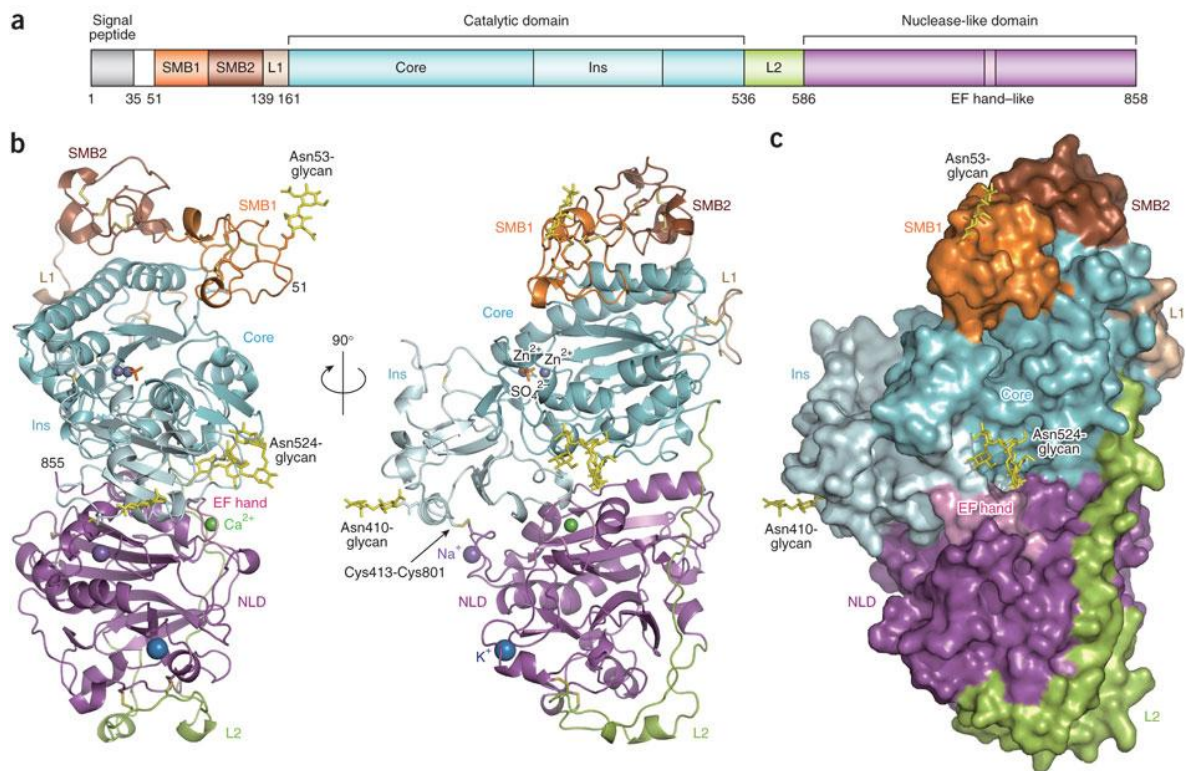 a
Signal
peptide
Catalytic domain
Nuclease-like domain
SMB1 SMB2 L1 Core Ins L2
1 35 51 139 161 536 586 EF hand–like 858
b
SMB2
Asn53-
glycan
SMB1
L1
51
Core
Ins
Asn524-
glycan
855
EF hand
Ca2+
NLD
L2
90°
SMB1
SMB2
L1
Core
Zn2+ Zn2+
SO42–
Ins
Asn410-
glycan
Na+
Cys413-Cys801
NLD
K+
L2
c
Asn53-
glycan
SMB2
SMB1
L1
Ins
Core
Asn524-
glycan
EF hand
Asn410-
glycan
NLD
L2